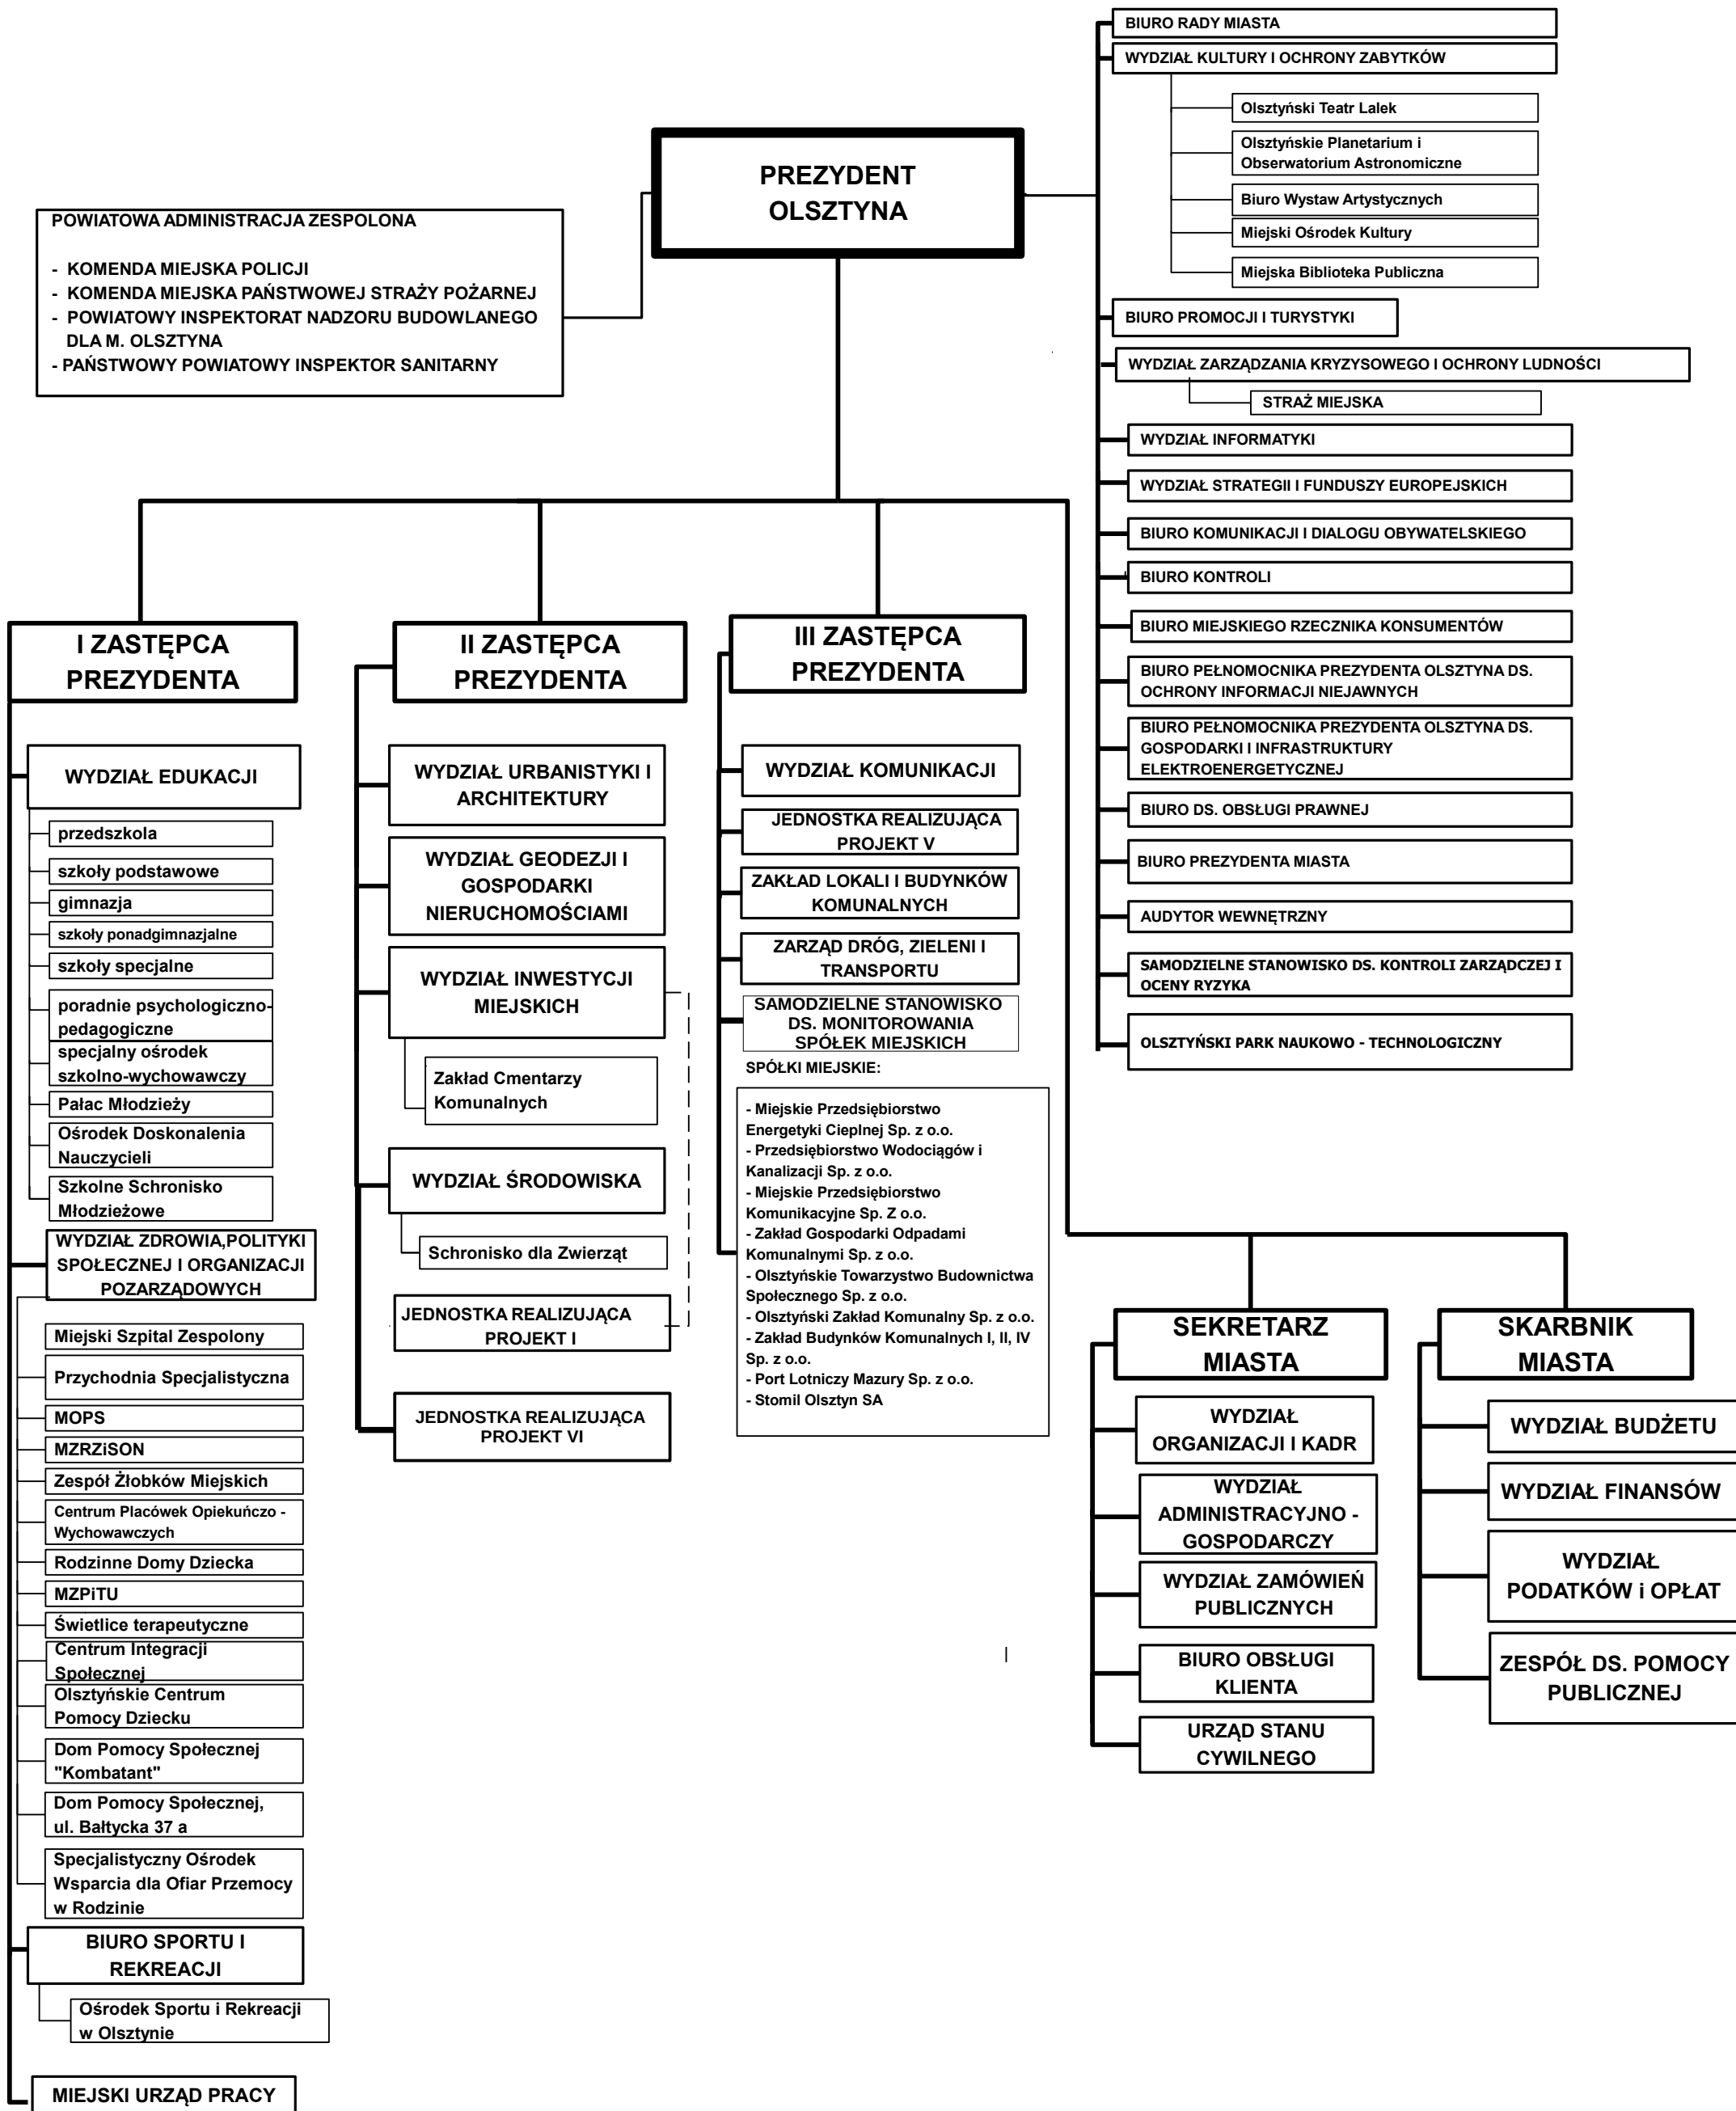 PREZYDENT
OLSZTYNA
POWIATOWA ADMINISTRACJA ZESPOLONA
- KOMENDA MIEJSKA POLICJI
- KOMENDA MIEJSKA PAŃSTWOWEJ STRAŻY POŻARNEJ
- POWIATOWY INSPEKTORAT NADZORU BUDOWLANEGO
DLA M. OLSZTYNA
- PAŃSTWOWY POWIATOWY INSPEKTOR SANITARNY
BIURO RADY MIASTA
WYDZIAŁ KULTURY I OCHRONY ZABYTKÓW
Olsztyński Teatr Lalek
Olsztyńskie Planetarium i
Obserwatorium Astronomiczne
Biuro Wystaw Artystycznych
Miejski Ośrodek Kultury
Miejska Biblioteka Publiczna
BIURO PROMOCJI I TURYSTYKI
WYDZIAŁ ZARZĄDZANIA KRYZYSOWEGO I OCHRONY LUDNOŚCI
STRAŻ MIEJSKA
WYDZIAŁ INFORMATYKI
WYDZIAŁ STRATEGII I FUNDUSZY EUROPEJSKICH
BIURO KOMUNIKACJI I DIALOGU OBYWATELSKIEGO
BIURO KONTROLI
BIURO MIEJSKIEGO RZECZNIKA KONSUMENTÓW
BIURO PEŁNOMOCNIKA PREZYDENTA OLSZTYNA DS.
OCHRONY INFORMACJI NIEJAWNYCH
BIURO PEŁNOMOCNIKA PREZYDENTA OLSZTYNA DS.
GOSPODARKI I INFRASTRUKTURY
ELEKTROENERGETYCZNEJ
BIURO DS. OBSŁUGI PRAWNEJ
BIURO PREZYDENTA MIASTA
AUDYTOR WEWNĘTRZNY
SAMODZIELNE STANOWISKO DS. KONTROLI ZARZĄDCZEJ I
OCENY RYZYKA
OLSZTYŃSKI PARK NAUKOWO - TECHNOLOGICZNY
I ZASTĘPCA
PREZYDENTA
WYDZIAŁ EDUKACJI
przedszkola
szkoły podstawowe
gimnazja
szkoły ponadgimnazjalne
szkoły specjalne
poradnie psychologiczno-
pedagogiczne
specjalny ośrodek
szkolno-wychowawczy
Pałac Młodzieży
Ośrodek Doskonalenia
Nauczycieli
Szkolne Schronisko
Młodzieżowe
WYDZIAŁ ZDROWIA,POLITYKI
SPOŁECZNEJ I ORGANIZACJI
POZARZĄDOWYCH
Miejski Szpital Zespolony
Przychodnia Specjalistyczna
MOPS
MZRZiSON
Zespół Żłobków Miejskich
Centrum Placówek Opiekuńczo -
Wychowawczych
Rodzinne Domy Dziecka
MZPiTU
Świetlice terapeutyczne
Centrum Integracji
Społecznej
Olsztyńskie Centrum
Pomocy Dziecku
Dom Pomocy Społecznej
"Kombatant"
Dom Pomocy Społecznej,
ul. Bałtycka 37 a
Specjalistyczny Ośrodek
Wsparcia dla Ofiar Przemocy
w Rodzinie
BIURO SPORTU I
REKREACJI
Ośrodek Sportu i Rekreacji
w Olsztynie
MIEJSKI URZĄD PRACY
II ZASTĘPCA
PREZYDENTA
WYDZIAŁ URBANISTYKI I
ARCHITEKTURY
WYDZIAŁ GEODEZJI I
GOSPODARKI
NIERUCHOMOŚCIAMI
WYDZIAŁ INWESTYCJI
MIEJSKICH
Zakład Cmentarzy
Komunalnych
WYDZIAŁ ŚRODOWISKA
Schronisko dla Zwierząt
JEDNOSTKA REALIZUJĄCA
PROJEKT I
JEDNOSTKA REALIZUJĄCA
PROJEKT VI
III ZASTĘPCA
PREZYDENTA
WYDZIAŁ KOMUNIKACJI
JEDNOSTKA REALIZUJĄCA
PROJEKT V
ZAKŁAD LOKALI I BUDYNKÓW
KOMUNALNYCH
ZARZĄD DRÓG, ZIELENI I
TRANSPORTU
SAMODZIELNE STANOWISKO
DS. MONITOROWANIA
SPÓŁEK MIEJSKICH
SPÓŁKI MIEJSKIE:
- Miejskie Przedsiębiorstwo
Energetyki Cieplnej Sp. z o.o.
- Przedsiębiorstwo Wodociągów i
Kanalizacji Sp. z o.o.
- Miejskie Przedsiębiorstwo
Komunikacyjne Sp. Z o.o.
- Zakład Gospodarki Odpadami
Komunalnymi Sp. z o.o.
- Olsztyńskie Towarzystwo Budownictwa
Społecznego Sp. z o.o.
- Olsztyński Zakład Komunalny Sp. z o.o.
- Zakład Budynków Komunalnych I, II, IV
Sp. z o.o.
- Port Lotniczy Mazury Sp. z o.o.
- Stomil Olsztyn SA
SEKRETARZ
MIASTA
WYDZIAŁ
ORGANIZACJI I KADR
WYDZIAŁ
ADMINISTRACYJNO -
GOSPODARCZY
WYDZIAŁ ZAMÓWIEŃ
PUBLICZNYCH
BIURO OBSŁUGI
KLIENTA
URZĄD STANU
CYWILNEGO
SKARBNIK
MIASTA
WYDZIAŁ BUDŻETU
WYDZIAŁ FINANSÓW
WYDZIAŁ
PODATKÓW i OPŁAT
ZESPÓŁ DS. POMOCY
PUBLICZNEJ